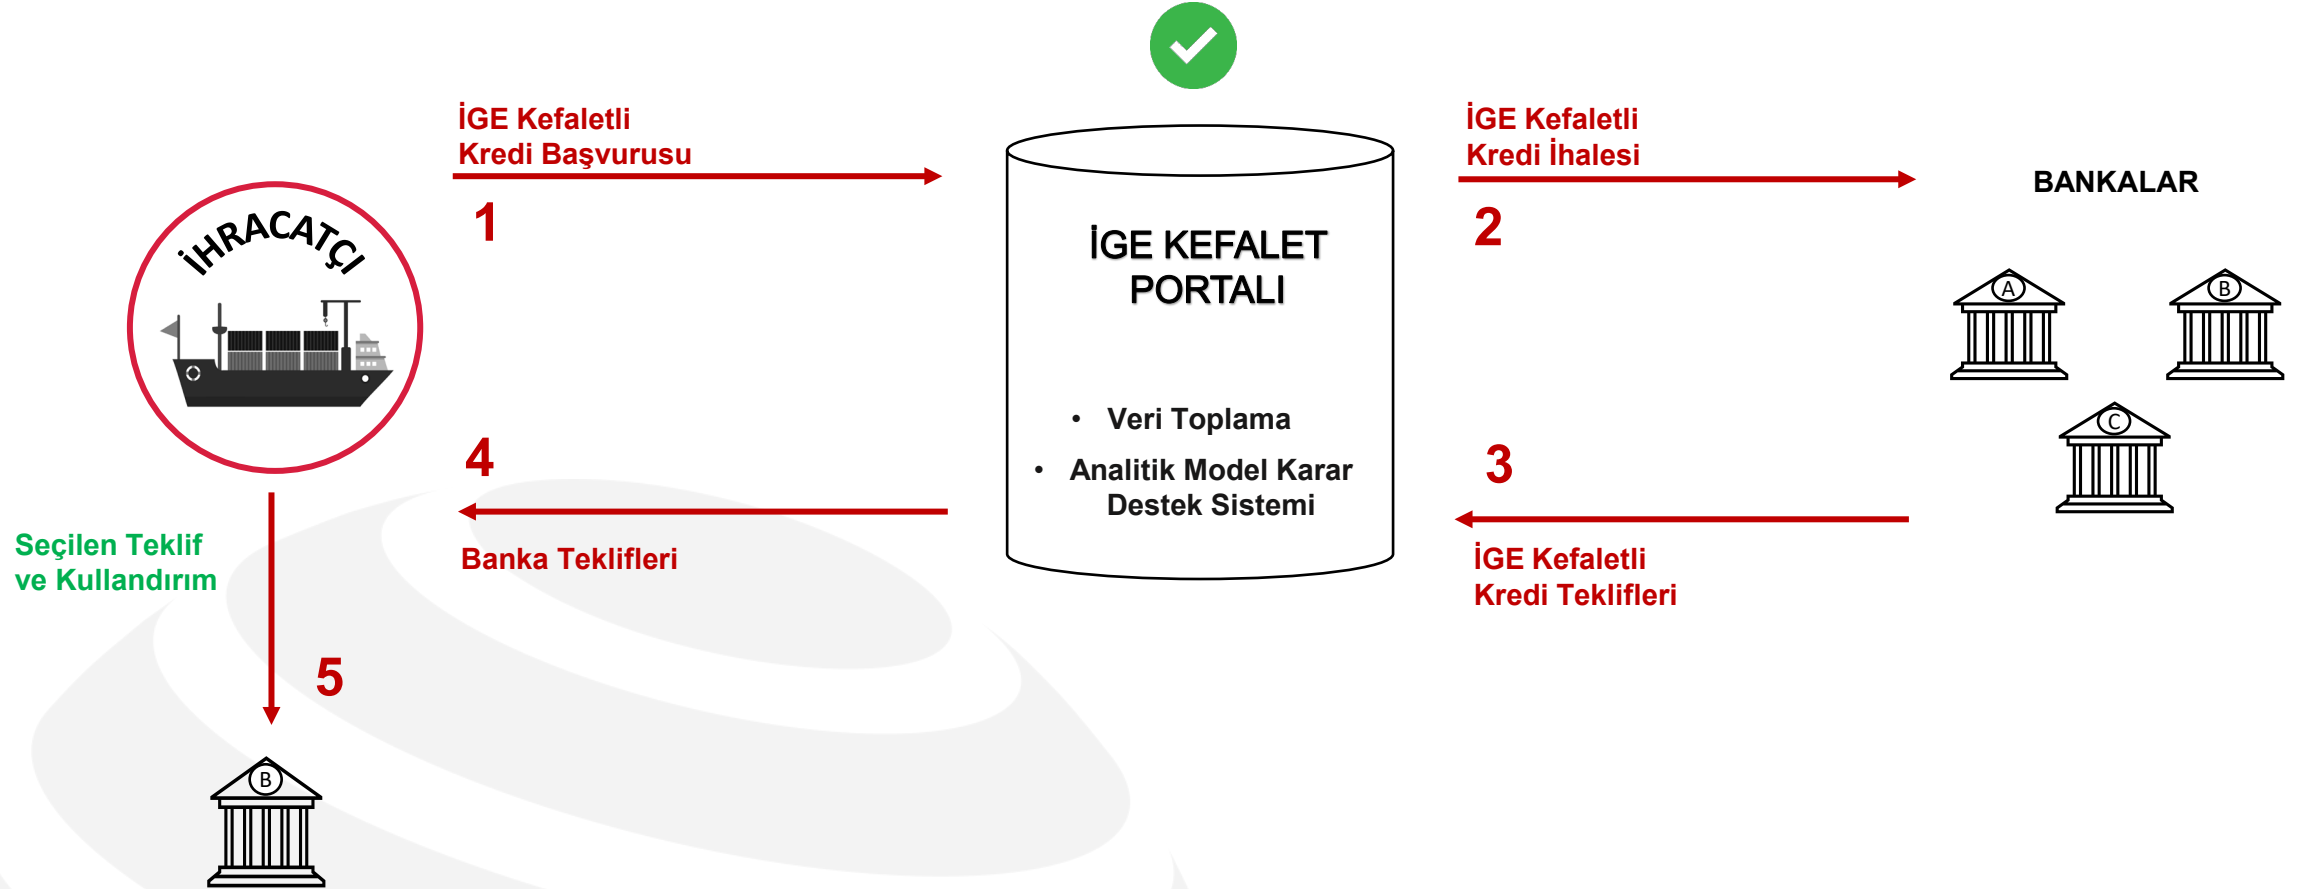 İGE Kefaletli
Kredi Başvurusu
1
İHRACATÇI
İGE KEFALET
PORTALI
• Veri Toplama
• Analitik Model Karar
Destek Sistemi
İGE Kefaletli
Kredi İhalesi
2
BANKALAR
A
B
C
3
İGE Kefaletli
Kredi Teklifleri
4
Banka Teklifleri
Seçilen Teklif
ve Kullandırım
5
B